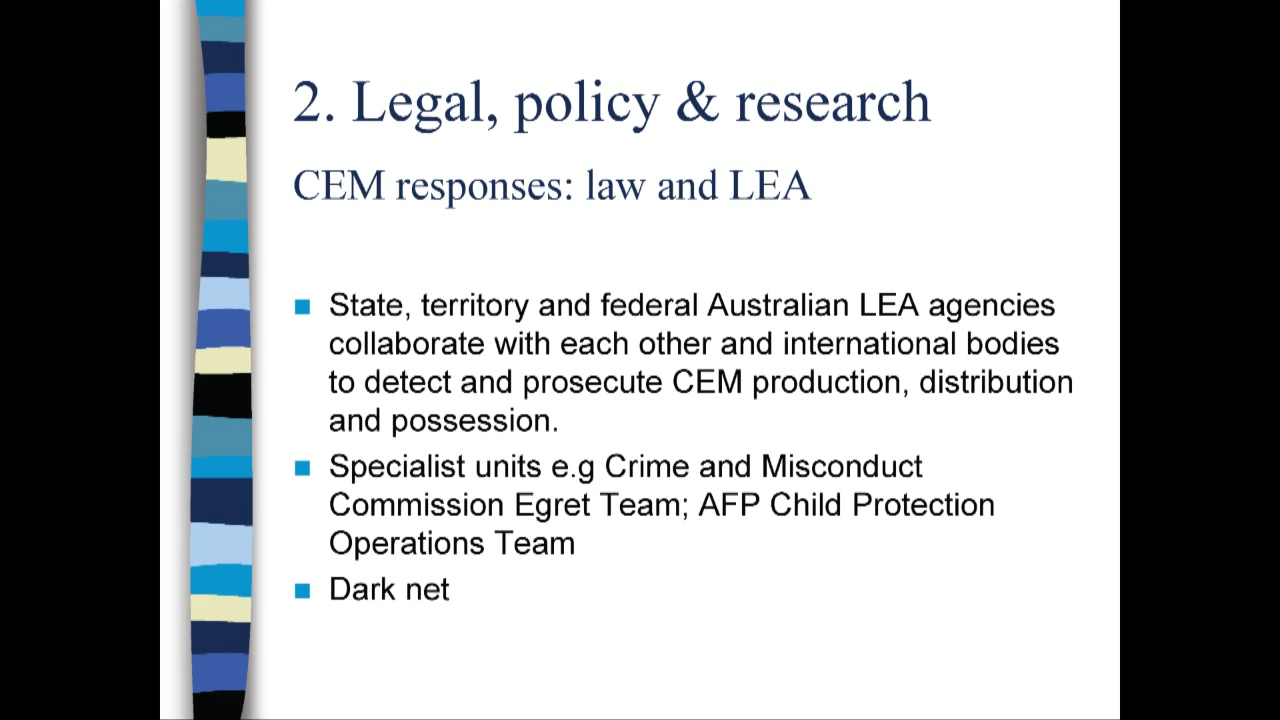 2. Legal, policy & research
CEM responses: law and LEA
State, territory and federal Australian LEA agencies
collaborate with each other and international bodies
to detect and prosecute CEM production, distribution
and possession.
Specialist units e.g Crime and Misconduct
Commission Egret Team; AFP Child Protection
Operations Team
Dark net